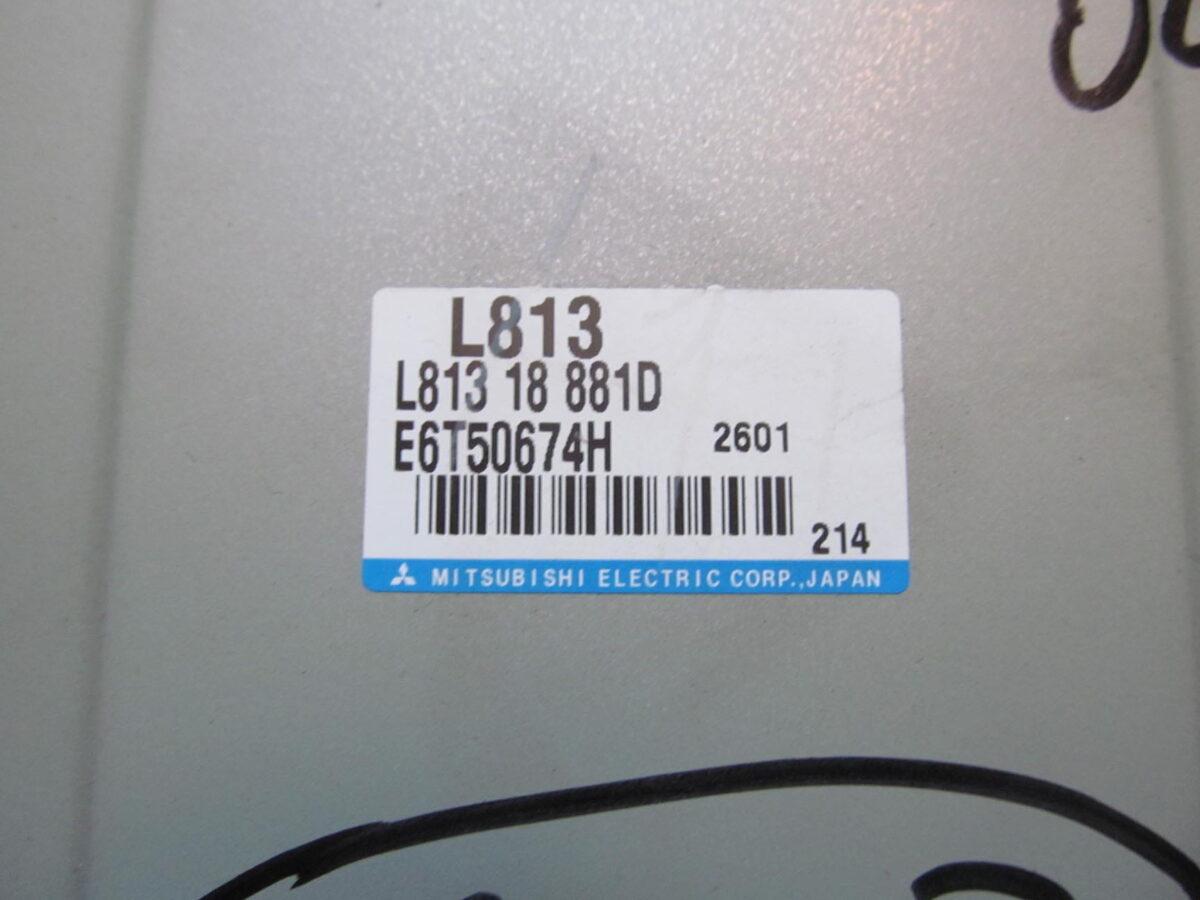 L813
L813 18 881D
E6T50674H 2601
214
MITSUBISHI ELECTRIC CORP.,JAPAN